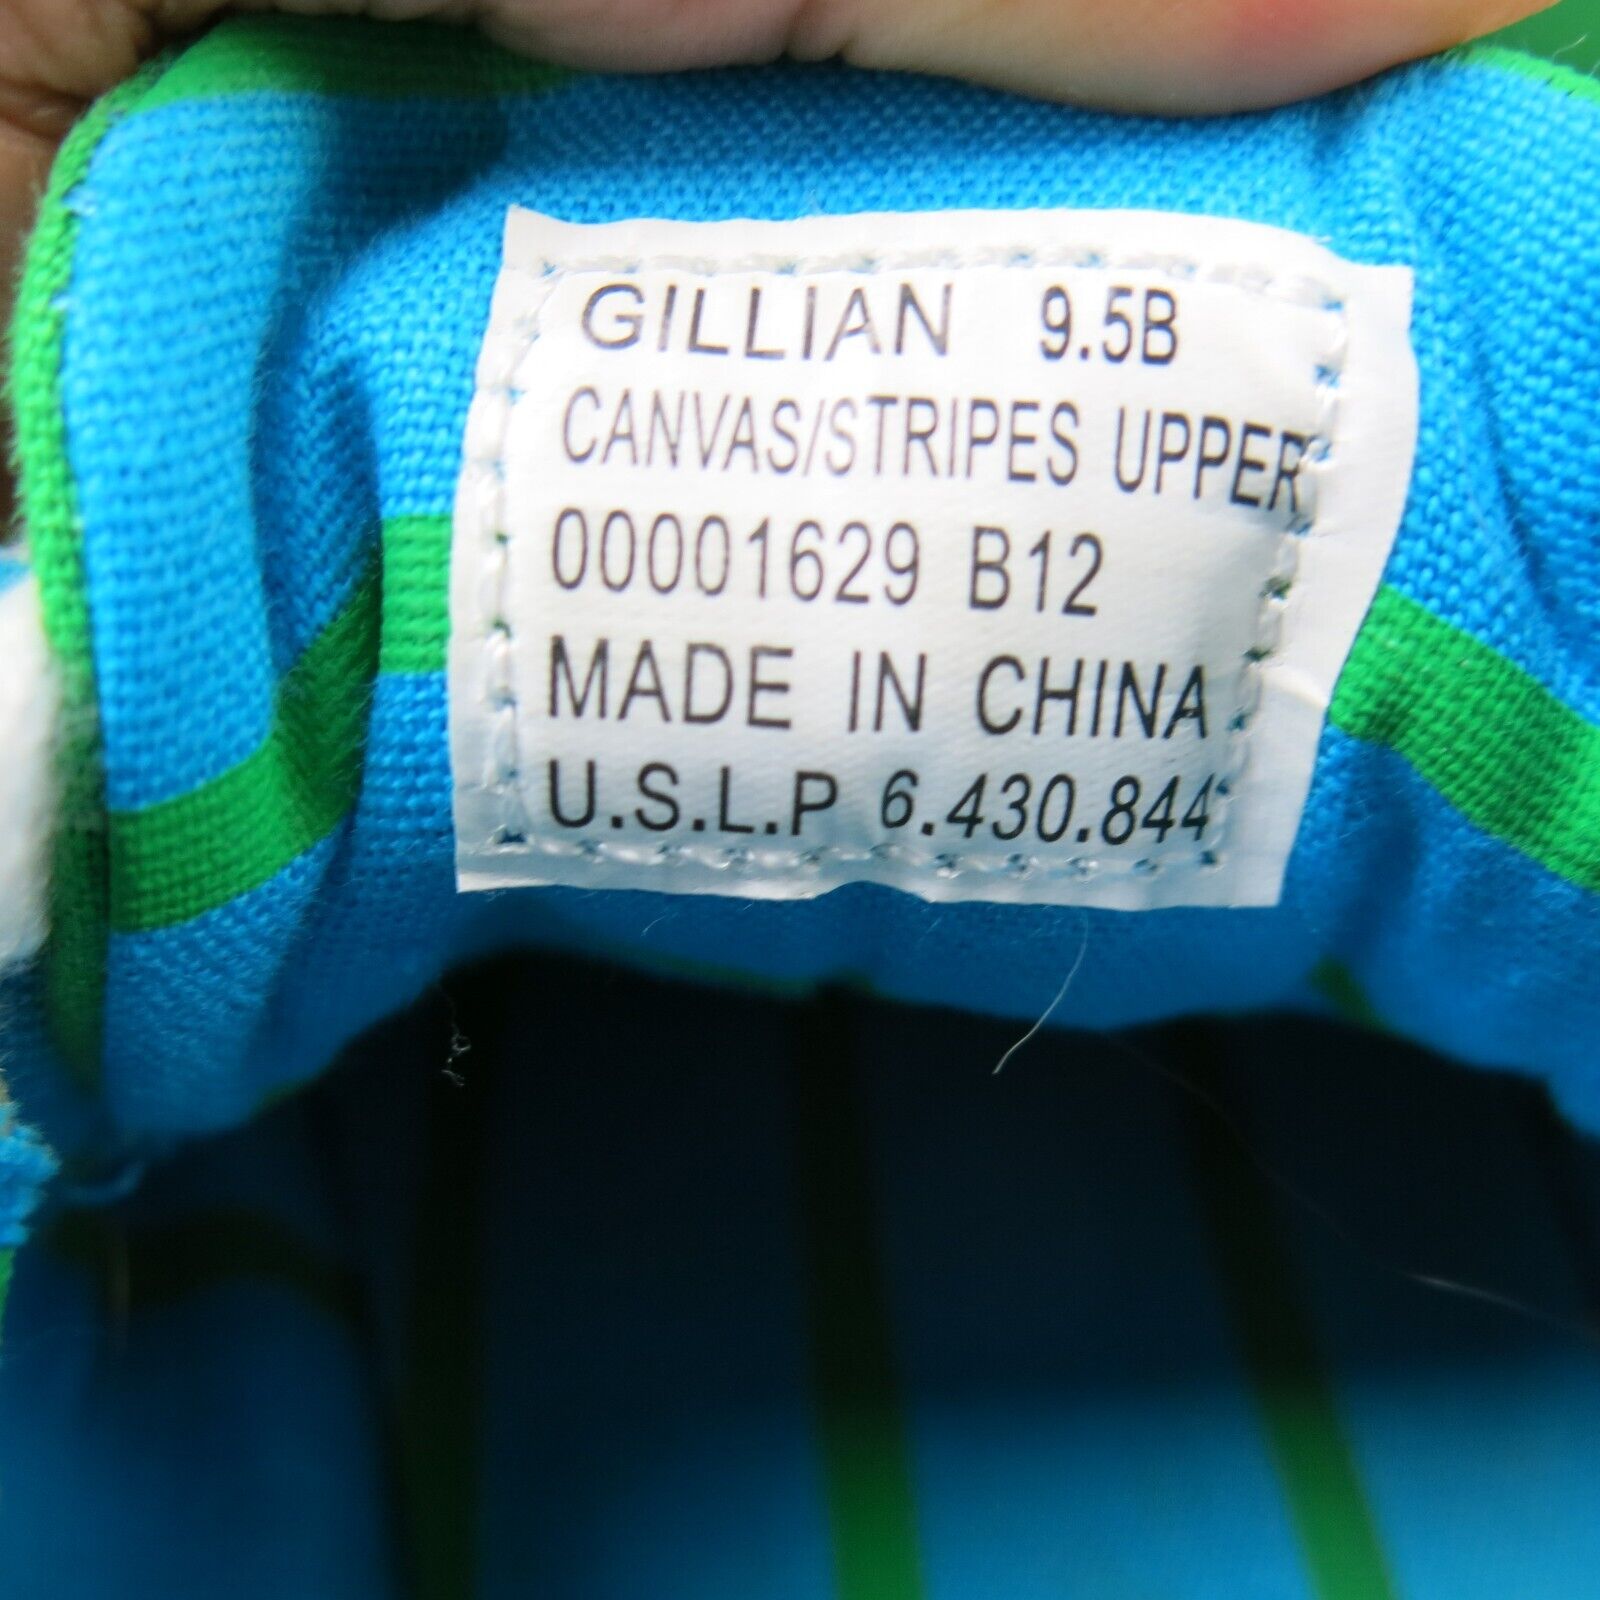 GILLIAN 9.5B
CANVAS/STRIPES UPPER
00001629 B12
MADE IN CHINA
U.S.L.P 6.430.844